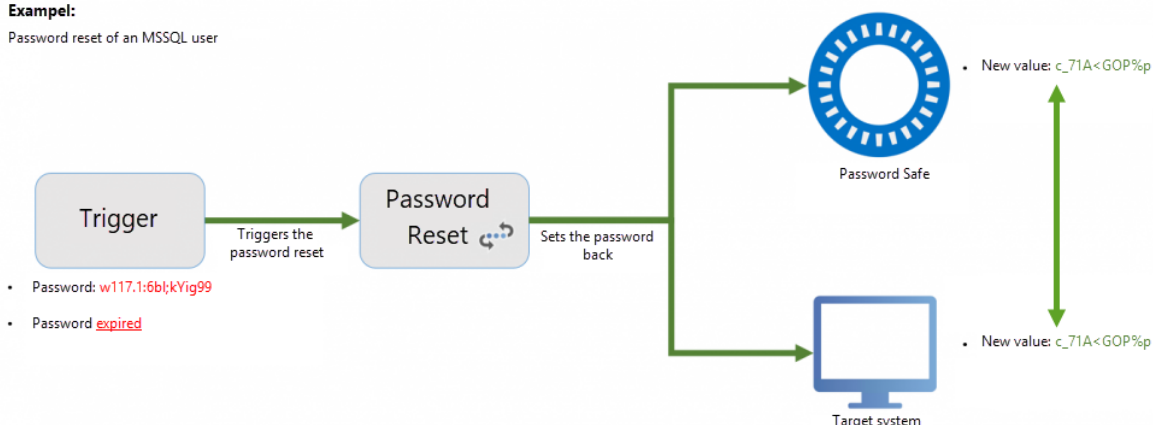 Exampel:
Password reset of an MSSQL user
Trigger
Triggers the
password reset
Password
Reset
Sets the password
back
Password Safe
• New value: c_71A<GOP%p
• Password: w117.1:6bl;kYig99
• Password expired
Target system
• New value: c_71A<GOP%p